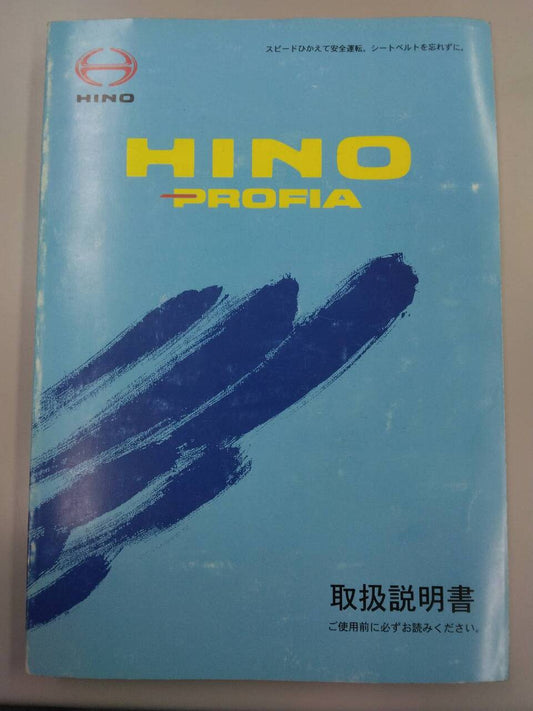 スピードひかえて安全運転、シートベルトを忘れずに。
HINO
HINO
PROFIA
取扱説明書
ご使用前に必ずお読みください。